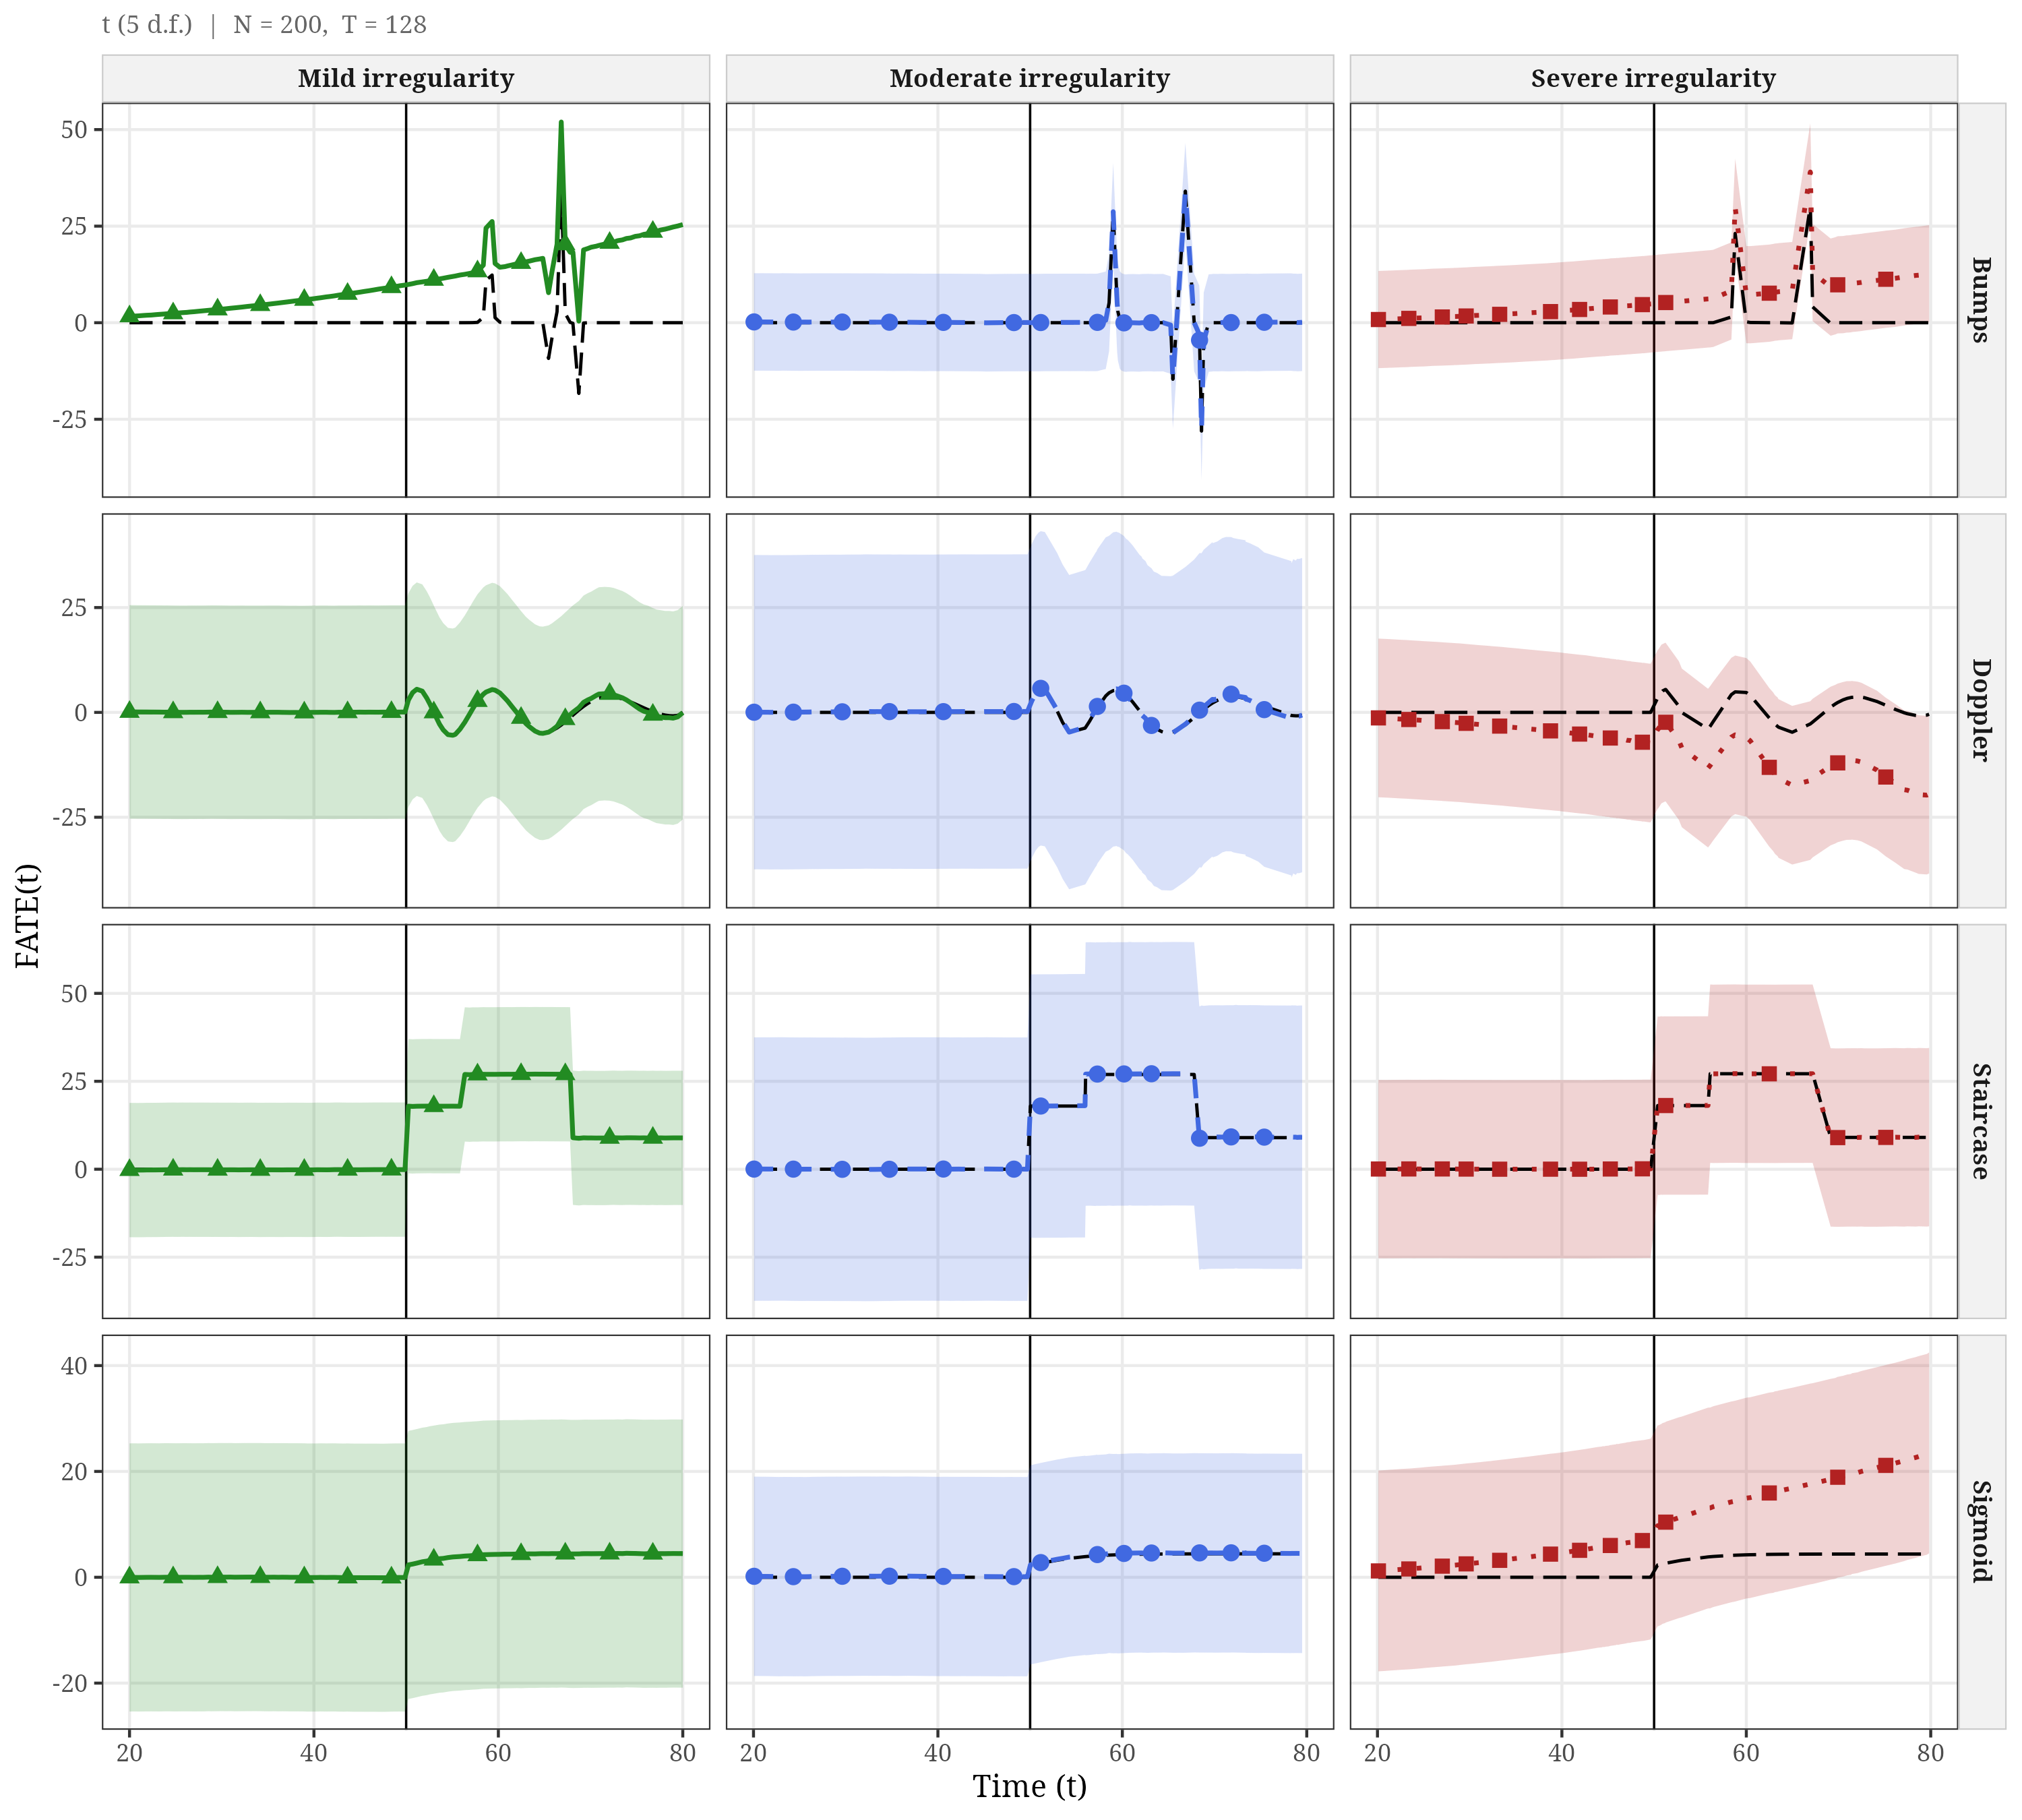 t (5 d.f.) | N = 200, T = 128
Mild irregularity
Moderate irregularity
Severe irregularity
50
25
0
-25
Bumps
25
0
-25
Doppler
50
25
0
-25
Staircase
40
20
0
-20
Sigmoid
FATE(t)
20 40 60 80
20 40 60 80
20 40 60 80
Time (t)